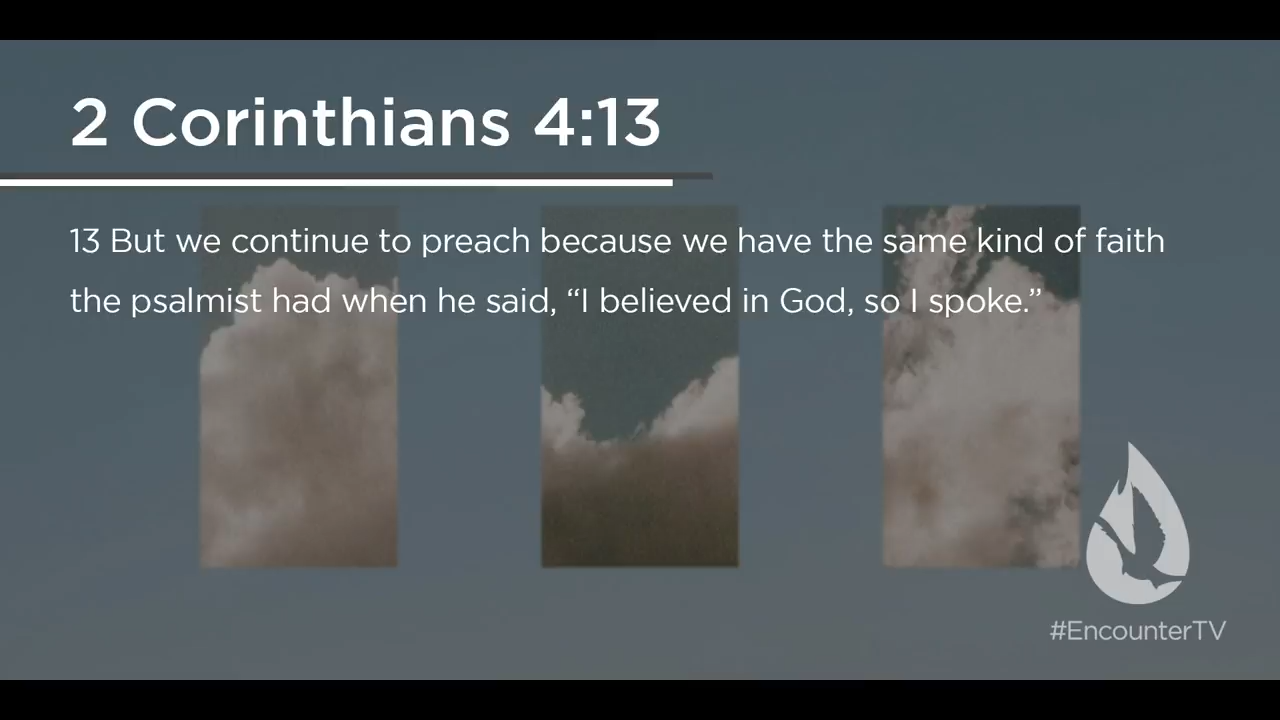 2 Corinthians 4:13
13 But we continue to preach because we have the same kind of faith
the psalmist had when he said, “I believed in God, so I spoke.”
#EncounterTV